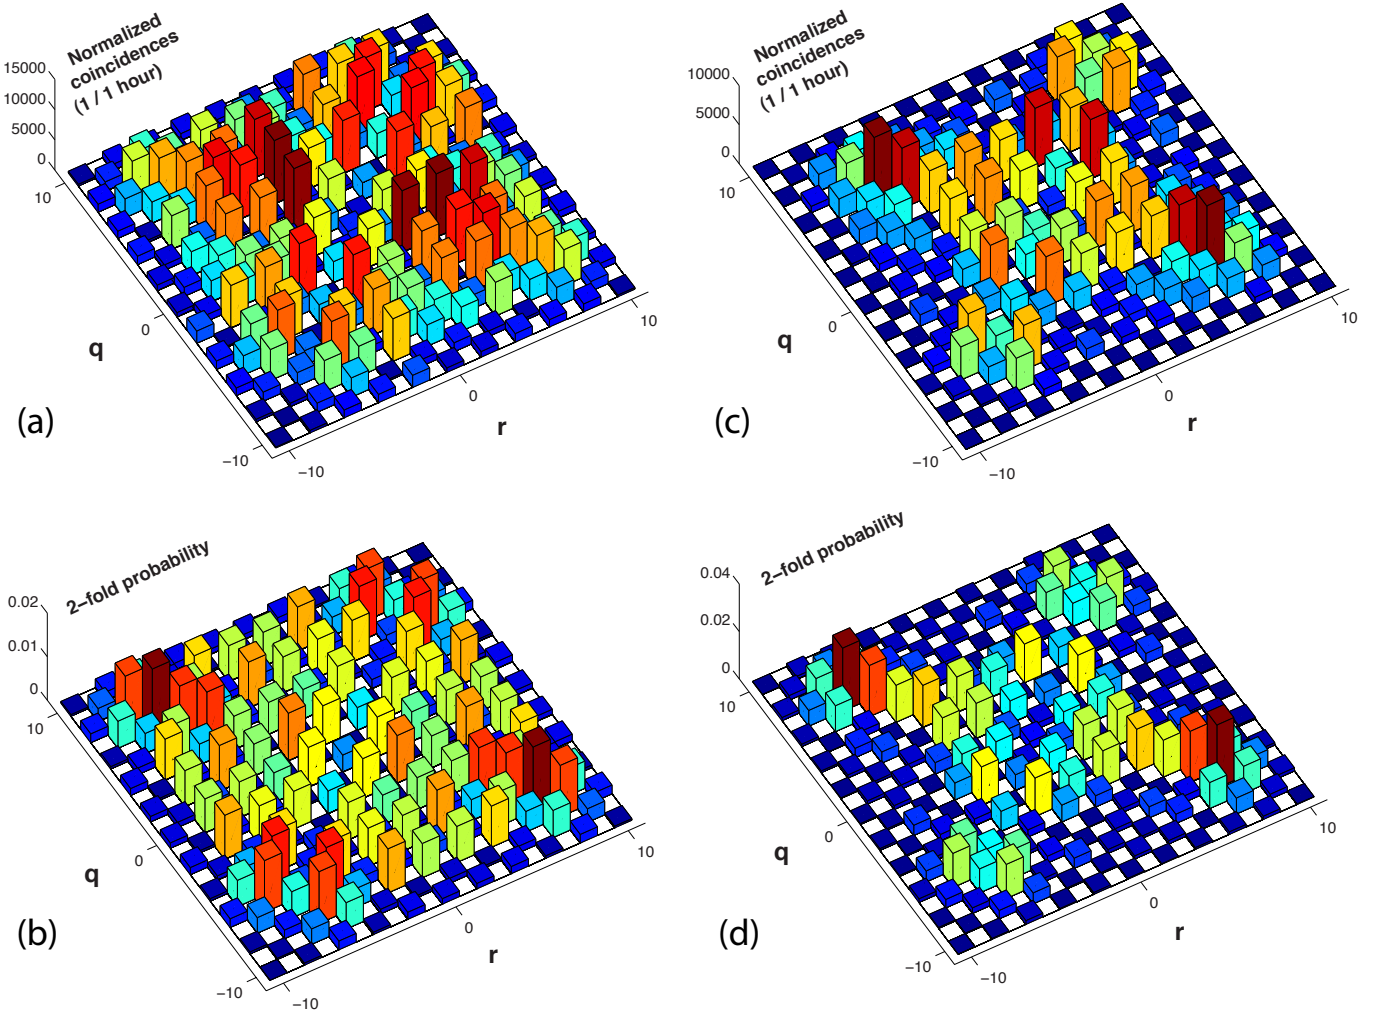 Normalized
coincidences
(1 / 1 hour)
15000
10000
5000
0
10
0
−10
q
−10
0
10
r
(a)
Normalized
coincidences
(1 / 1 hour)
10000
5000
0
10
0
−10
q
−10
0
10
r
(c)
2−fold probability
0.02
0.01
0
10
0
−10
q
−10
0
10
r
(b)
2−fold probability
0.04
0.02
0
10
0
−10
q
−10
0
10
r
(d)